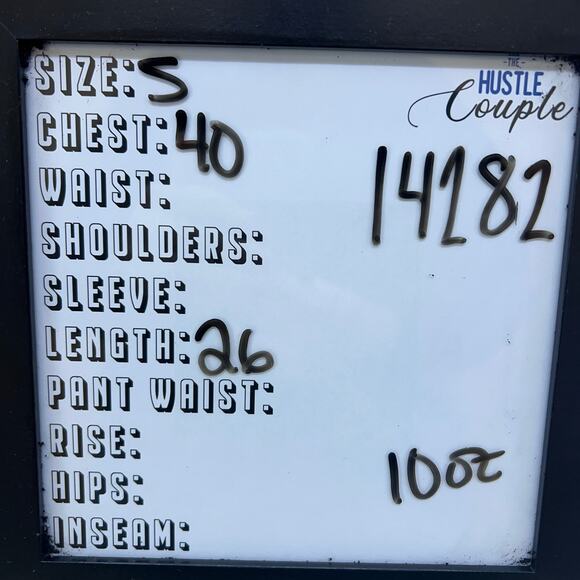 SIZE: S
CHEST: 40
WAIST:
SHOULDERS:
SLEEVE:
LENGTH: 26
PANT WAIST:
RISE:
HIPS:
INSEAM:
-THE-
HUSTLE
Couple
14282
10oz